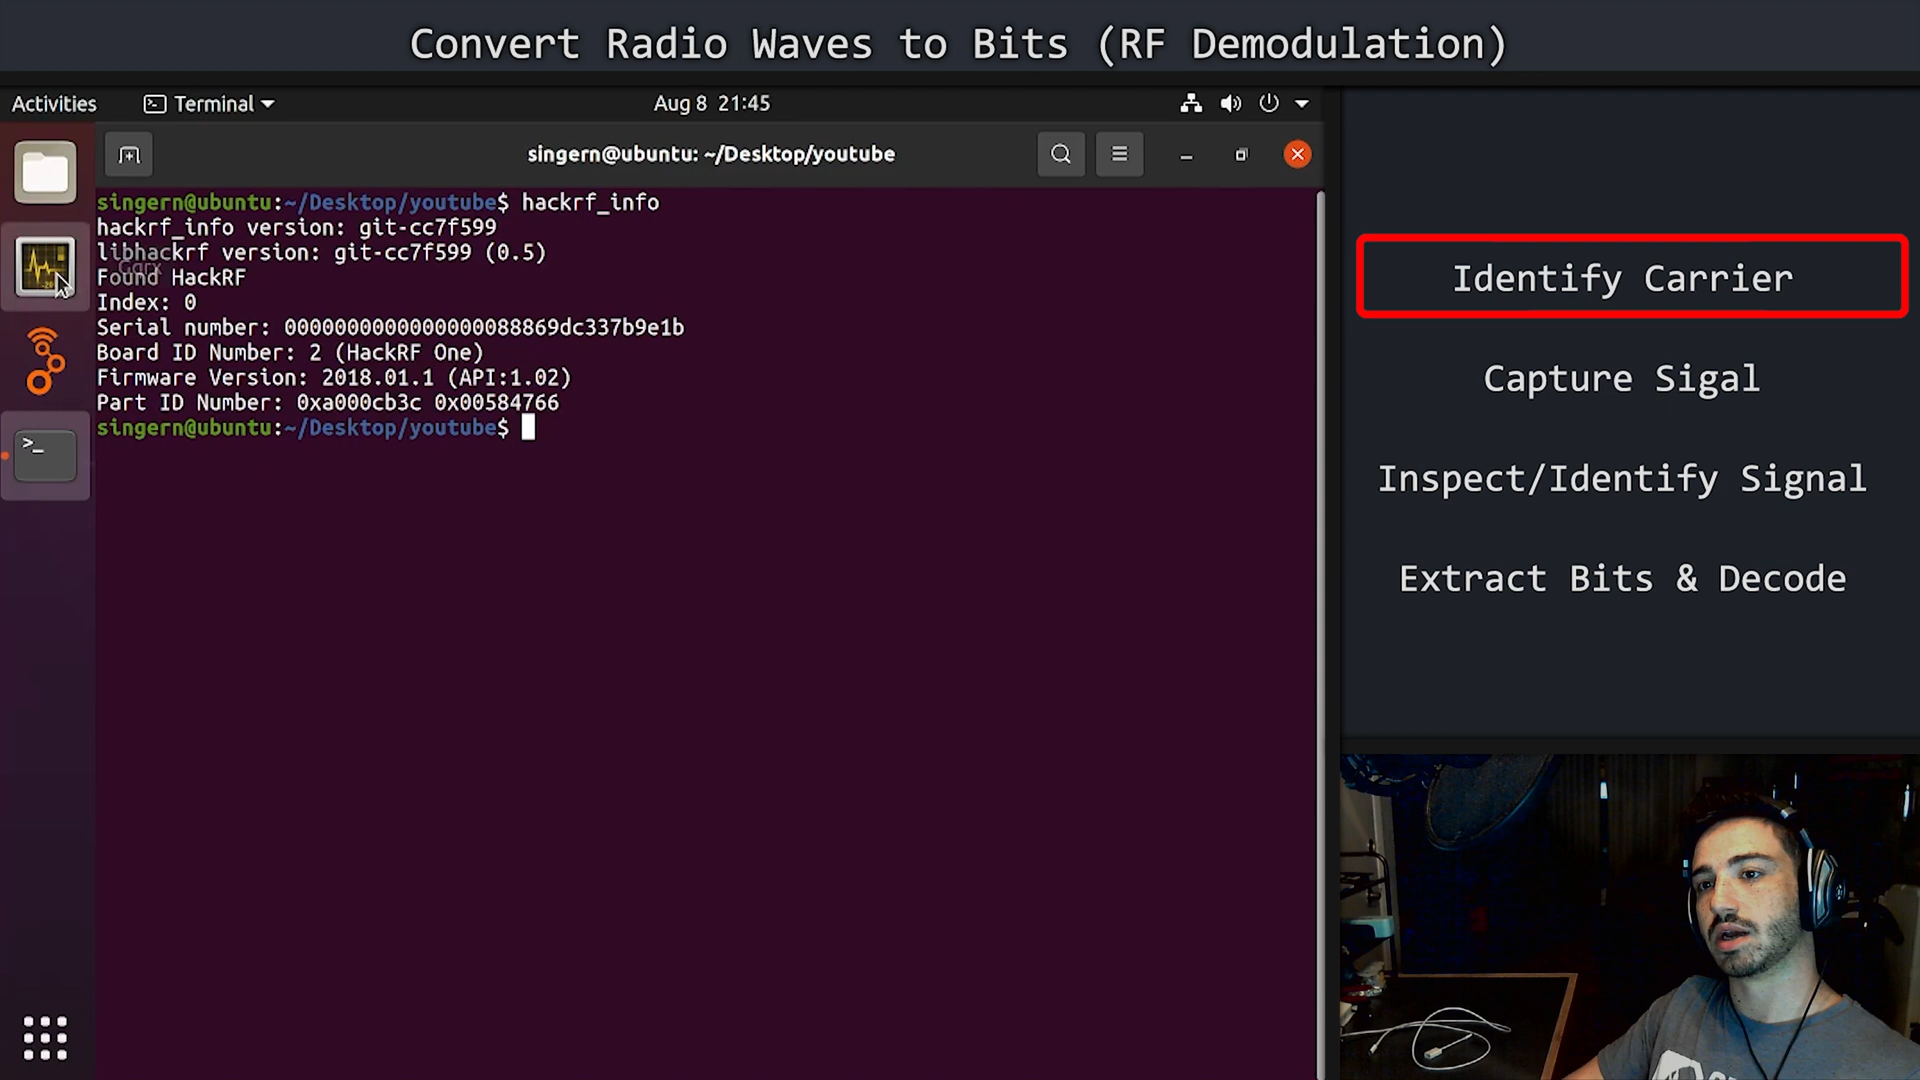 Convert Radio Waves to Bits (RF Demodulation)
Activities
Terminal
Aug 8 21:45
singern@ubuntu: ~/Desktop/youtube
singern@ubuntu:~/Desktop/youtube$ hackrf_info
hackrf_info version: git-cc7f599
libhackrf version: git-cc7f599 (0.5)
Found HackRF
Index: 0
Serial number: 0000000000000000088869dc337b9e1b
Board ID Number: 2 (HackRF One)
Firmware Version: 2018.01.1 (API:1.02)
Part ID Number: 0xa000cb3c 0x00584766
singern@ubuntu:~/Desktop/youtube$
Identify Carrier
Capture Sigal
Inspect/Identify Signal
Extract Bits & Decode